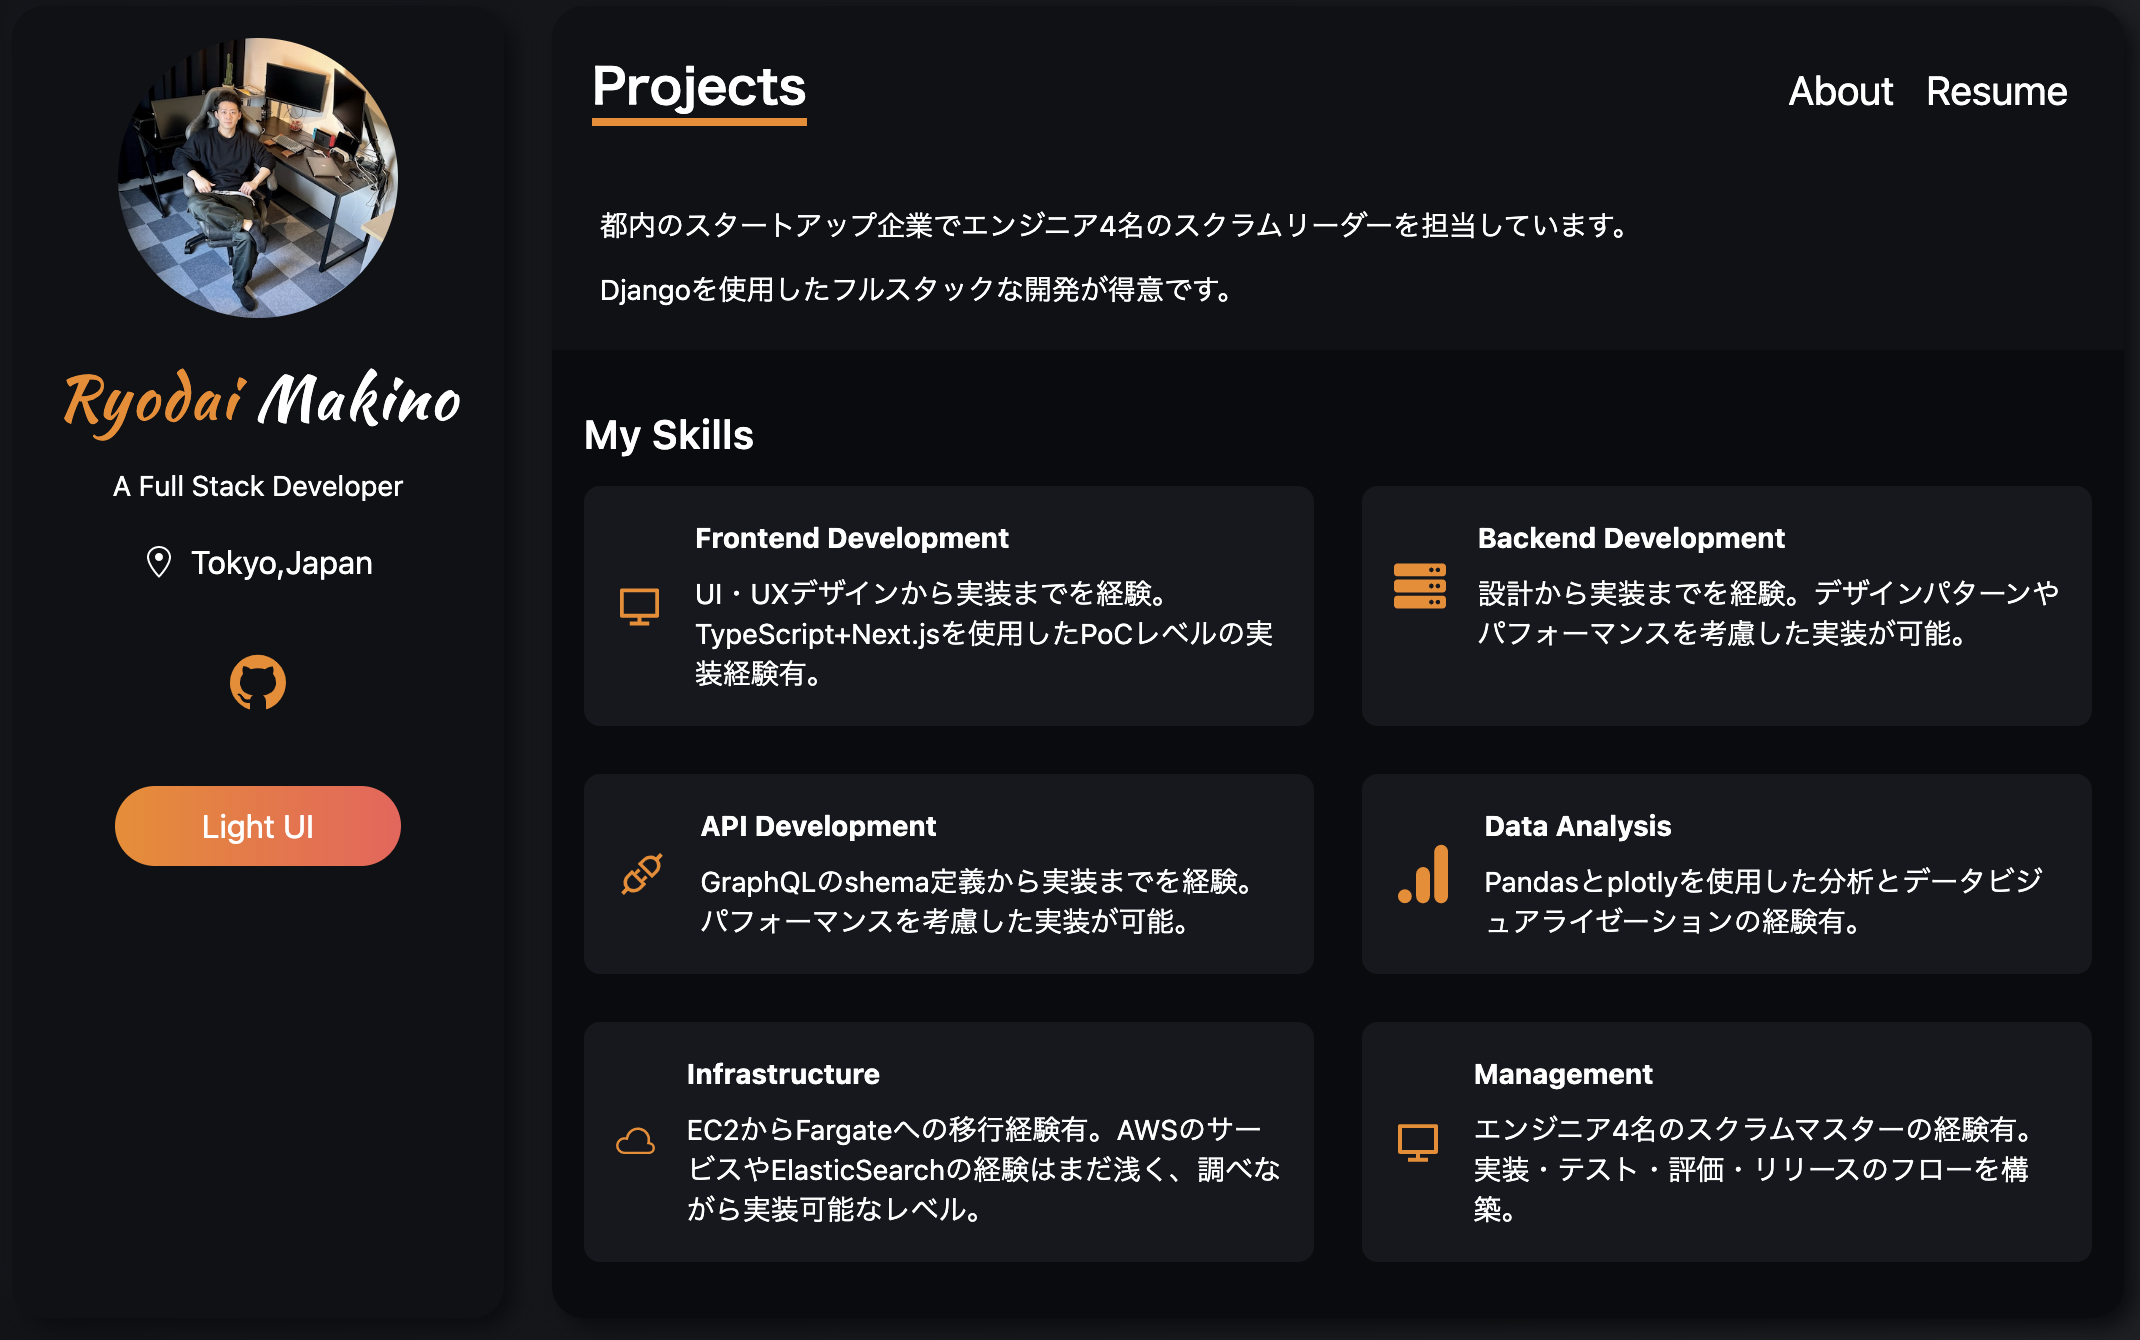 Ryodai Makino
A Full Stack Developer
Tokyo,Japan
Light UI
Projects
About Resume
都内のスタートアップ企業でエンジニア4名のスクラムリーダーを担当しています。
Djangoを使用したフルスタックな開発が得意です。
My Skills
Frontend Development
UI・UXデザインから実装までを経験。
TypeScript+Next.jsを使用したPoCレベルの実
装経験有。
Backend Development
設計から実装までを経験。デザインパターンや
パフォーマンスを考慮した実装が可能。
API Development
GraphQLのshema定義から実装までを経験。
パフォーマンスを考慮した実装が可能。
Data Analysis
Pandasとplotlyを使用した分析とデータビジ
ュアライゼーションの経験有。
Infrastructure
EC2からFargateへの移行経験有。AWSのサー
ビスやElasticSearchの経験はまだ浅く、調べな
がら実装可能なレベル。
Management
エンジニア4名のスクラムマスターの経験有。
実装・テスト・評価・リリースのフローを構
築。